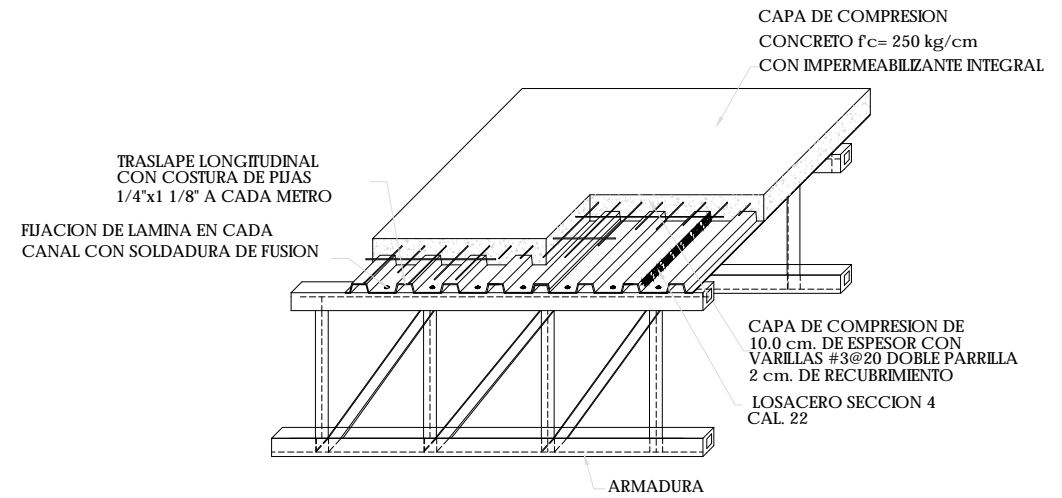 CAPA DE COMPRESION
CONCRETO f'c= 250 kg/cm
CON IMPERMEABILIZANTE INTEGRAL
TRASLAPE LONGITUDINAL
CON COSTURA DE PIJAS
1/4"x1 1/8" A CADA METRO
FIJACION DE LAMINA EN CADA
CANAL CON SOLDADURA DE FUSION
CAPA DE COMPRESION DE
10.0 cm. DE ESPESOR CON
VARILLAS #3@20 DOBLE PARRILLA
2 cm. DE RECUBRIMIENTO
LOSACERO SECCION 4
CAL. 22
ARMADURA